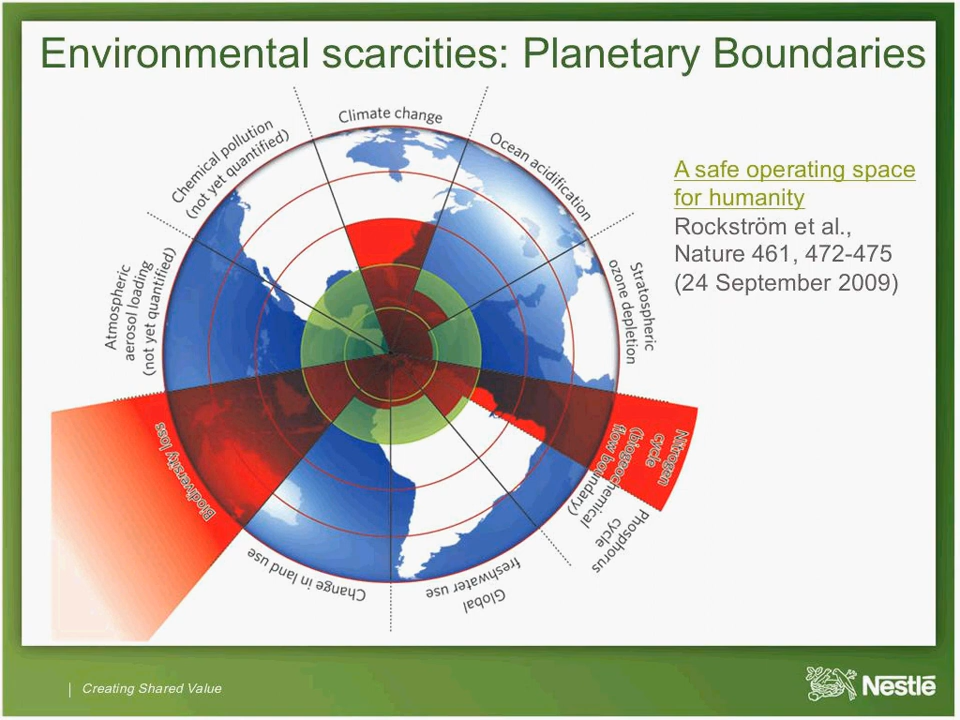 Environmental scarcities: Planetary Boundaries
Climate change
Ocean acidification
Stratospheric
ozone depletion
Nitrogen
cycle
(biogeochemical
flow boundary)
Phosphorus
cycle
Global
freshwater use
Change in land use
Biodiversity loss
Atmospheric
aerosol loading
(not yet quantified)
Chemical pollution
(not yet quantified)
A safe operating space
for humanity
Rockström et al.,
Nature 461, 472-475
(24 September 2009)
| Creating Shared Value
Nestlé